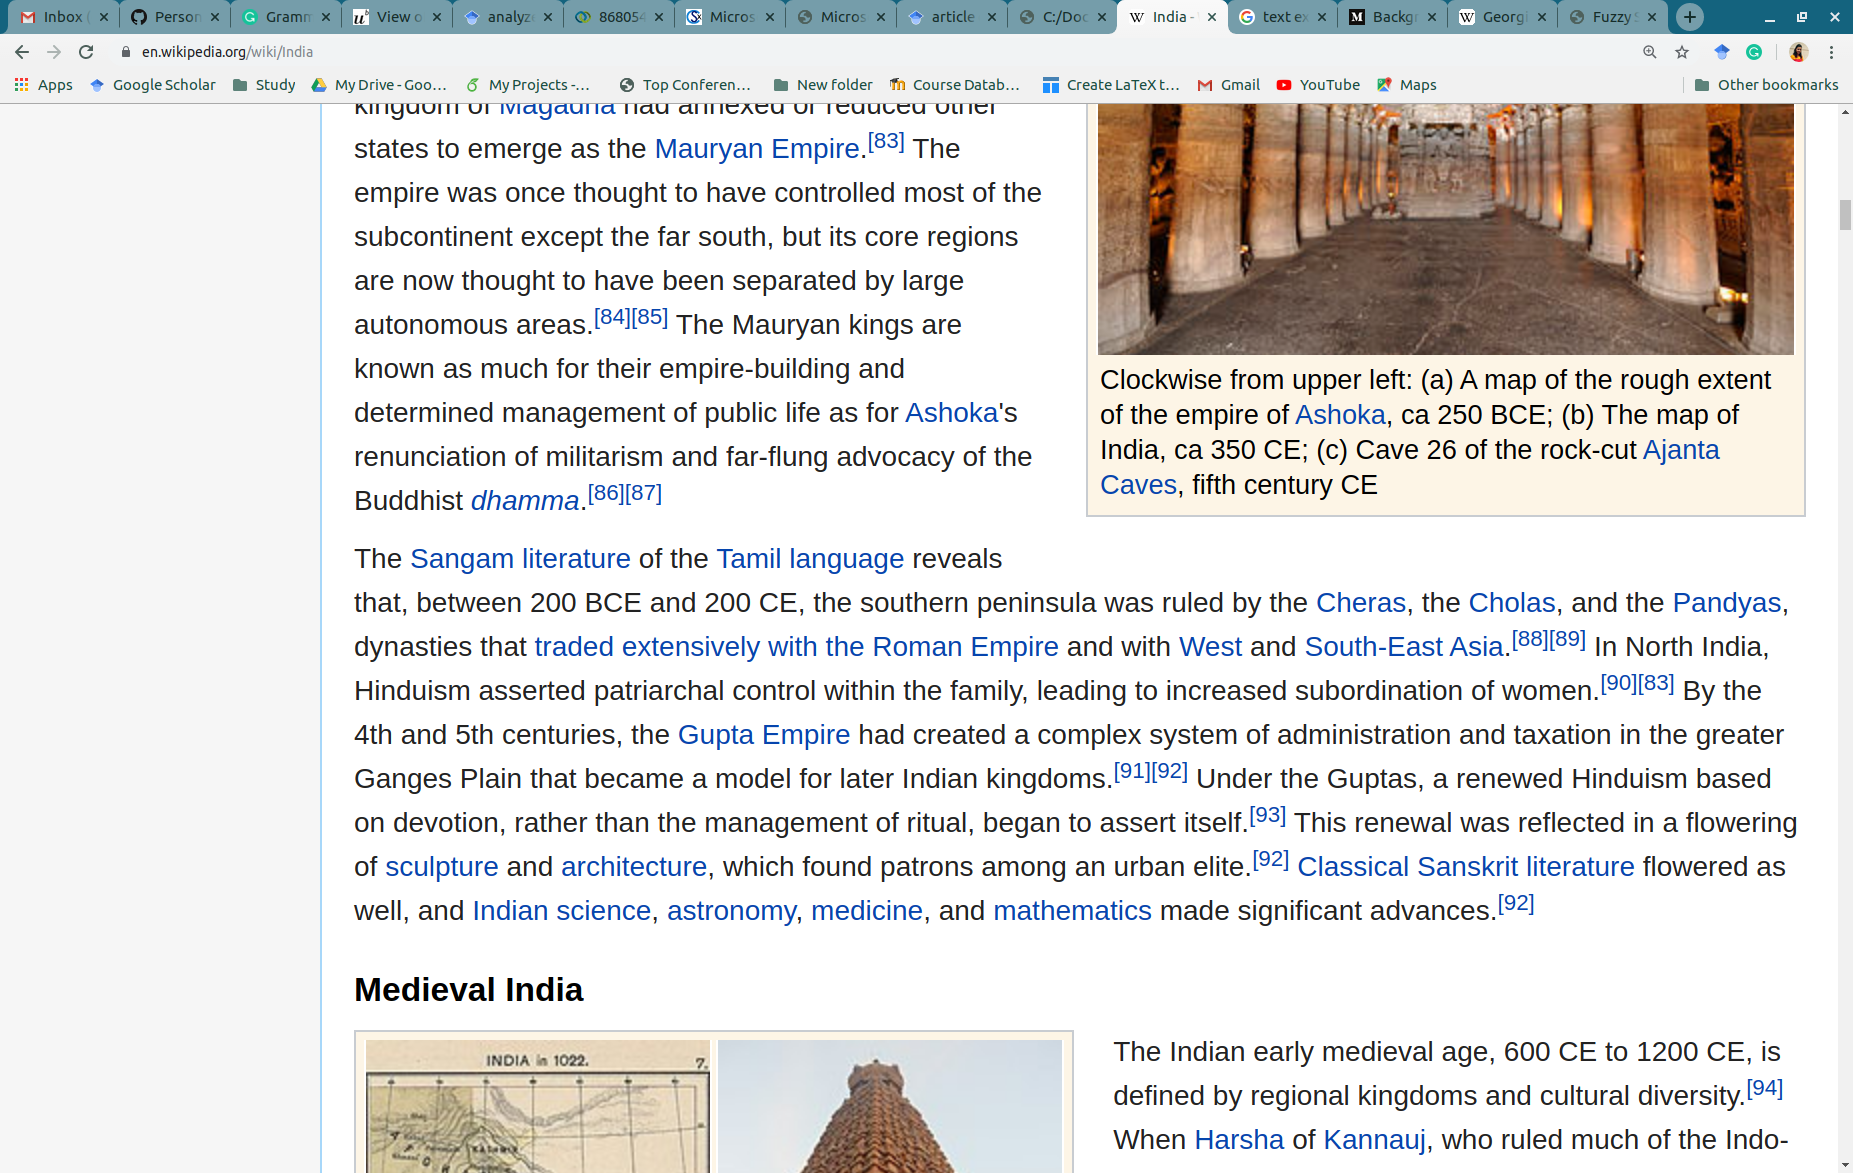 Inbox (
Person
Gramm
View o
analyze
868054
Micros
Micros
article
C:/Doc
India -
text ex
Backgr
Georgi
Fuzzy
en.wikipedia.org/wiki/India
Apps
Google Scholar
Study
My Drive - Goo...
My Projects -...
Top Conferen...
New folder
Course Datab...
Create LaTeX t...
Gmail
YouTube
Maps
Other bookmarks
kingdom of Magadha had annexed or reduced other
states to emerge as the Mauryan Empire.[83] The
empire was once thought to have controlled most of the
subcontinent except the far south, but its core regions
are now thought to have been separated by large
autonomous areas.[84][85] The Mauryan kings are
known as much for their empire-building and
determined management of public life as for Ashoka's
renunciation of militarism and far-flung advocacy of the
Buddhist dhamma.[86][87]
Clockwise from upper left: (a) A map of the rough extent
of the empire of Ashoka, ca 250 BCE; (b) The map of
India, ca 350 CE; (c) Cave 26 of the rock-cut Ajanta
Caves, fifth century CE
The Sangam literature of the Tamil language reveals
that, between 200 BCE and 200 CE, the southern peninsula was ruled by the Cheras, the Cholas, and the Pandyas,
dynasties that traded extensively with the Roman Empire and with West and South-East Asia.[88][89] In North India,
Hinduism asserted patriarchal control within the family, leading to increased subordination of women.[90][83] By the
4th and 5th centuries, the Gupta Empire had created a complex system of administration and taxation in the greater
Ganges Plain that became a model for later Indian kingdoms.[91][92] Under the Guptas, a renewed Hinduism based
on devotion, rather than the management of ritual, began to assert itself.[93] This renewal was reflected in a flowering
of sculpture and architecture, which found patrons among an urban elite.[92] Classical Sanskrit literature flowered as
well, and Indian science, astronomy, medicine, and mathematics made significant advances.[92]
Medieval India
INDIA in 1022.
7.
The Indian early medieval age, 600 CE to 1200 CE, is
defined by regional kingdoms and cultural diversity.[94]
When Harsha of Kannauj, who ruled much of the Indo-